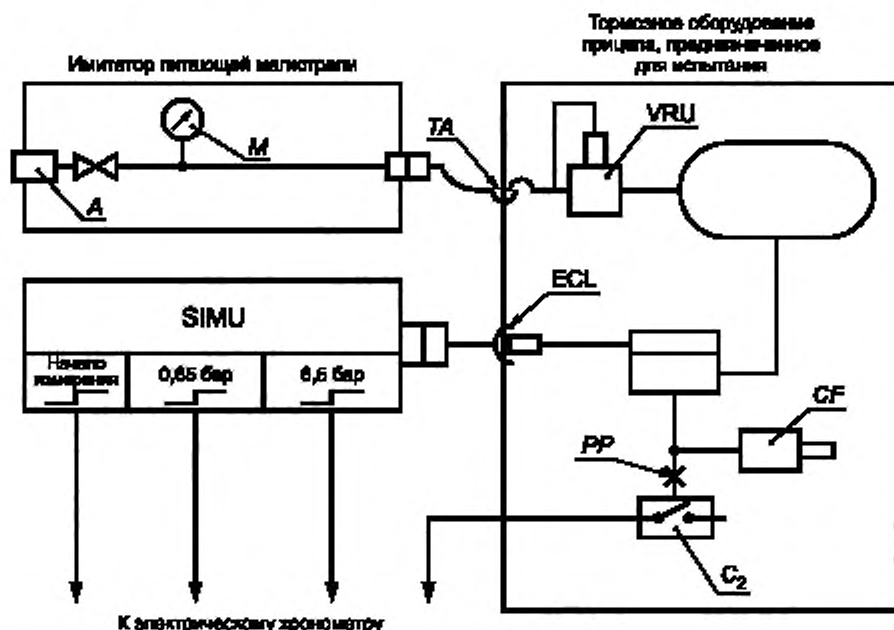 Тормозное оборудование
прицепа, предназначенное
для испытания
Имитатор питающей магистрали
M
A
TA
VRU
SIMU
ECL
Начало
измерения
0,65 бар
6,5 бар
PP
CF
C₂
К электрическому хронометру